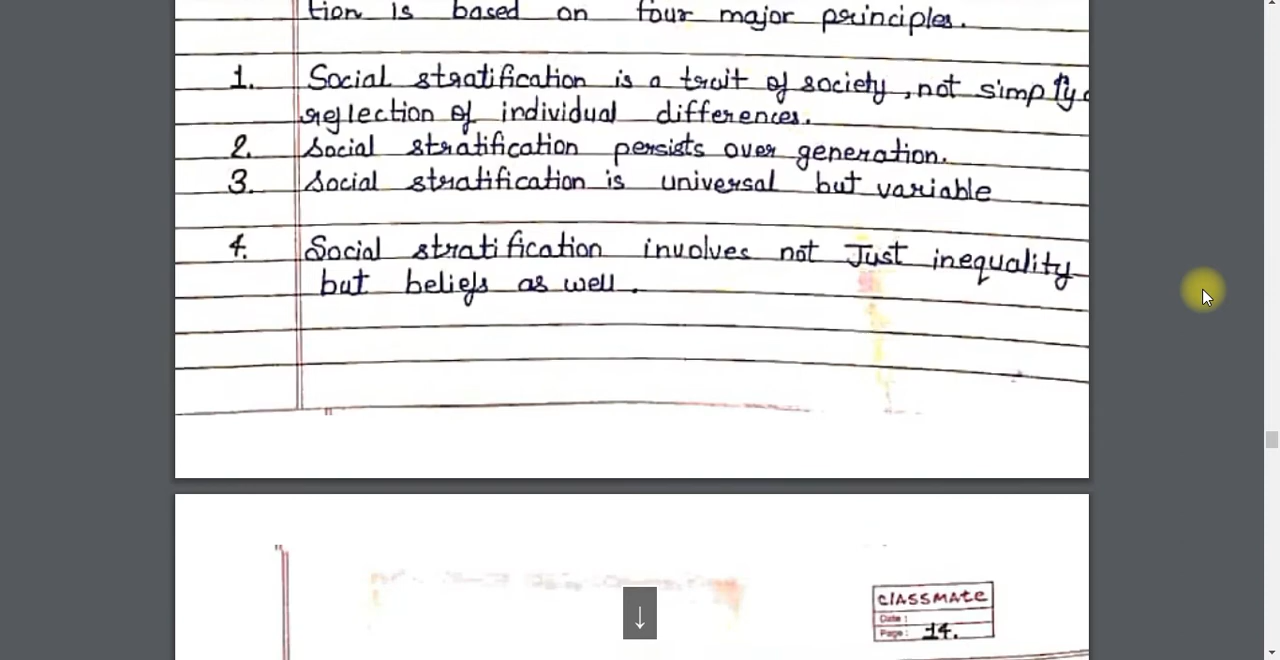 tion is based on four major principles.
1. Social stratification is a trait of society, not simply a
reflection of individual differences.
2. Social stratification persists over generation.
3. Social stratification is universal but variable
4. Social stratification involves not Just inequality
but beliefs as well.
CLASSMATE
Date :
Page : 14.